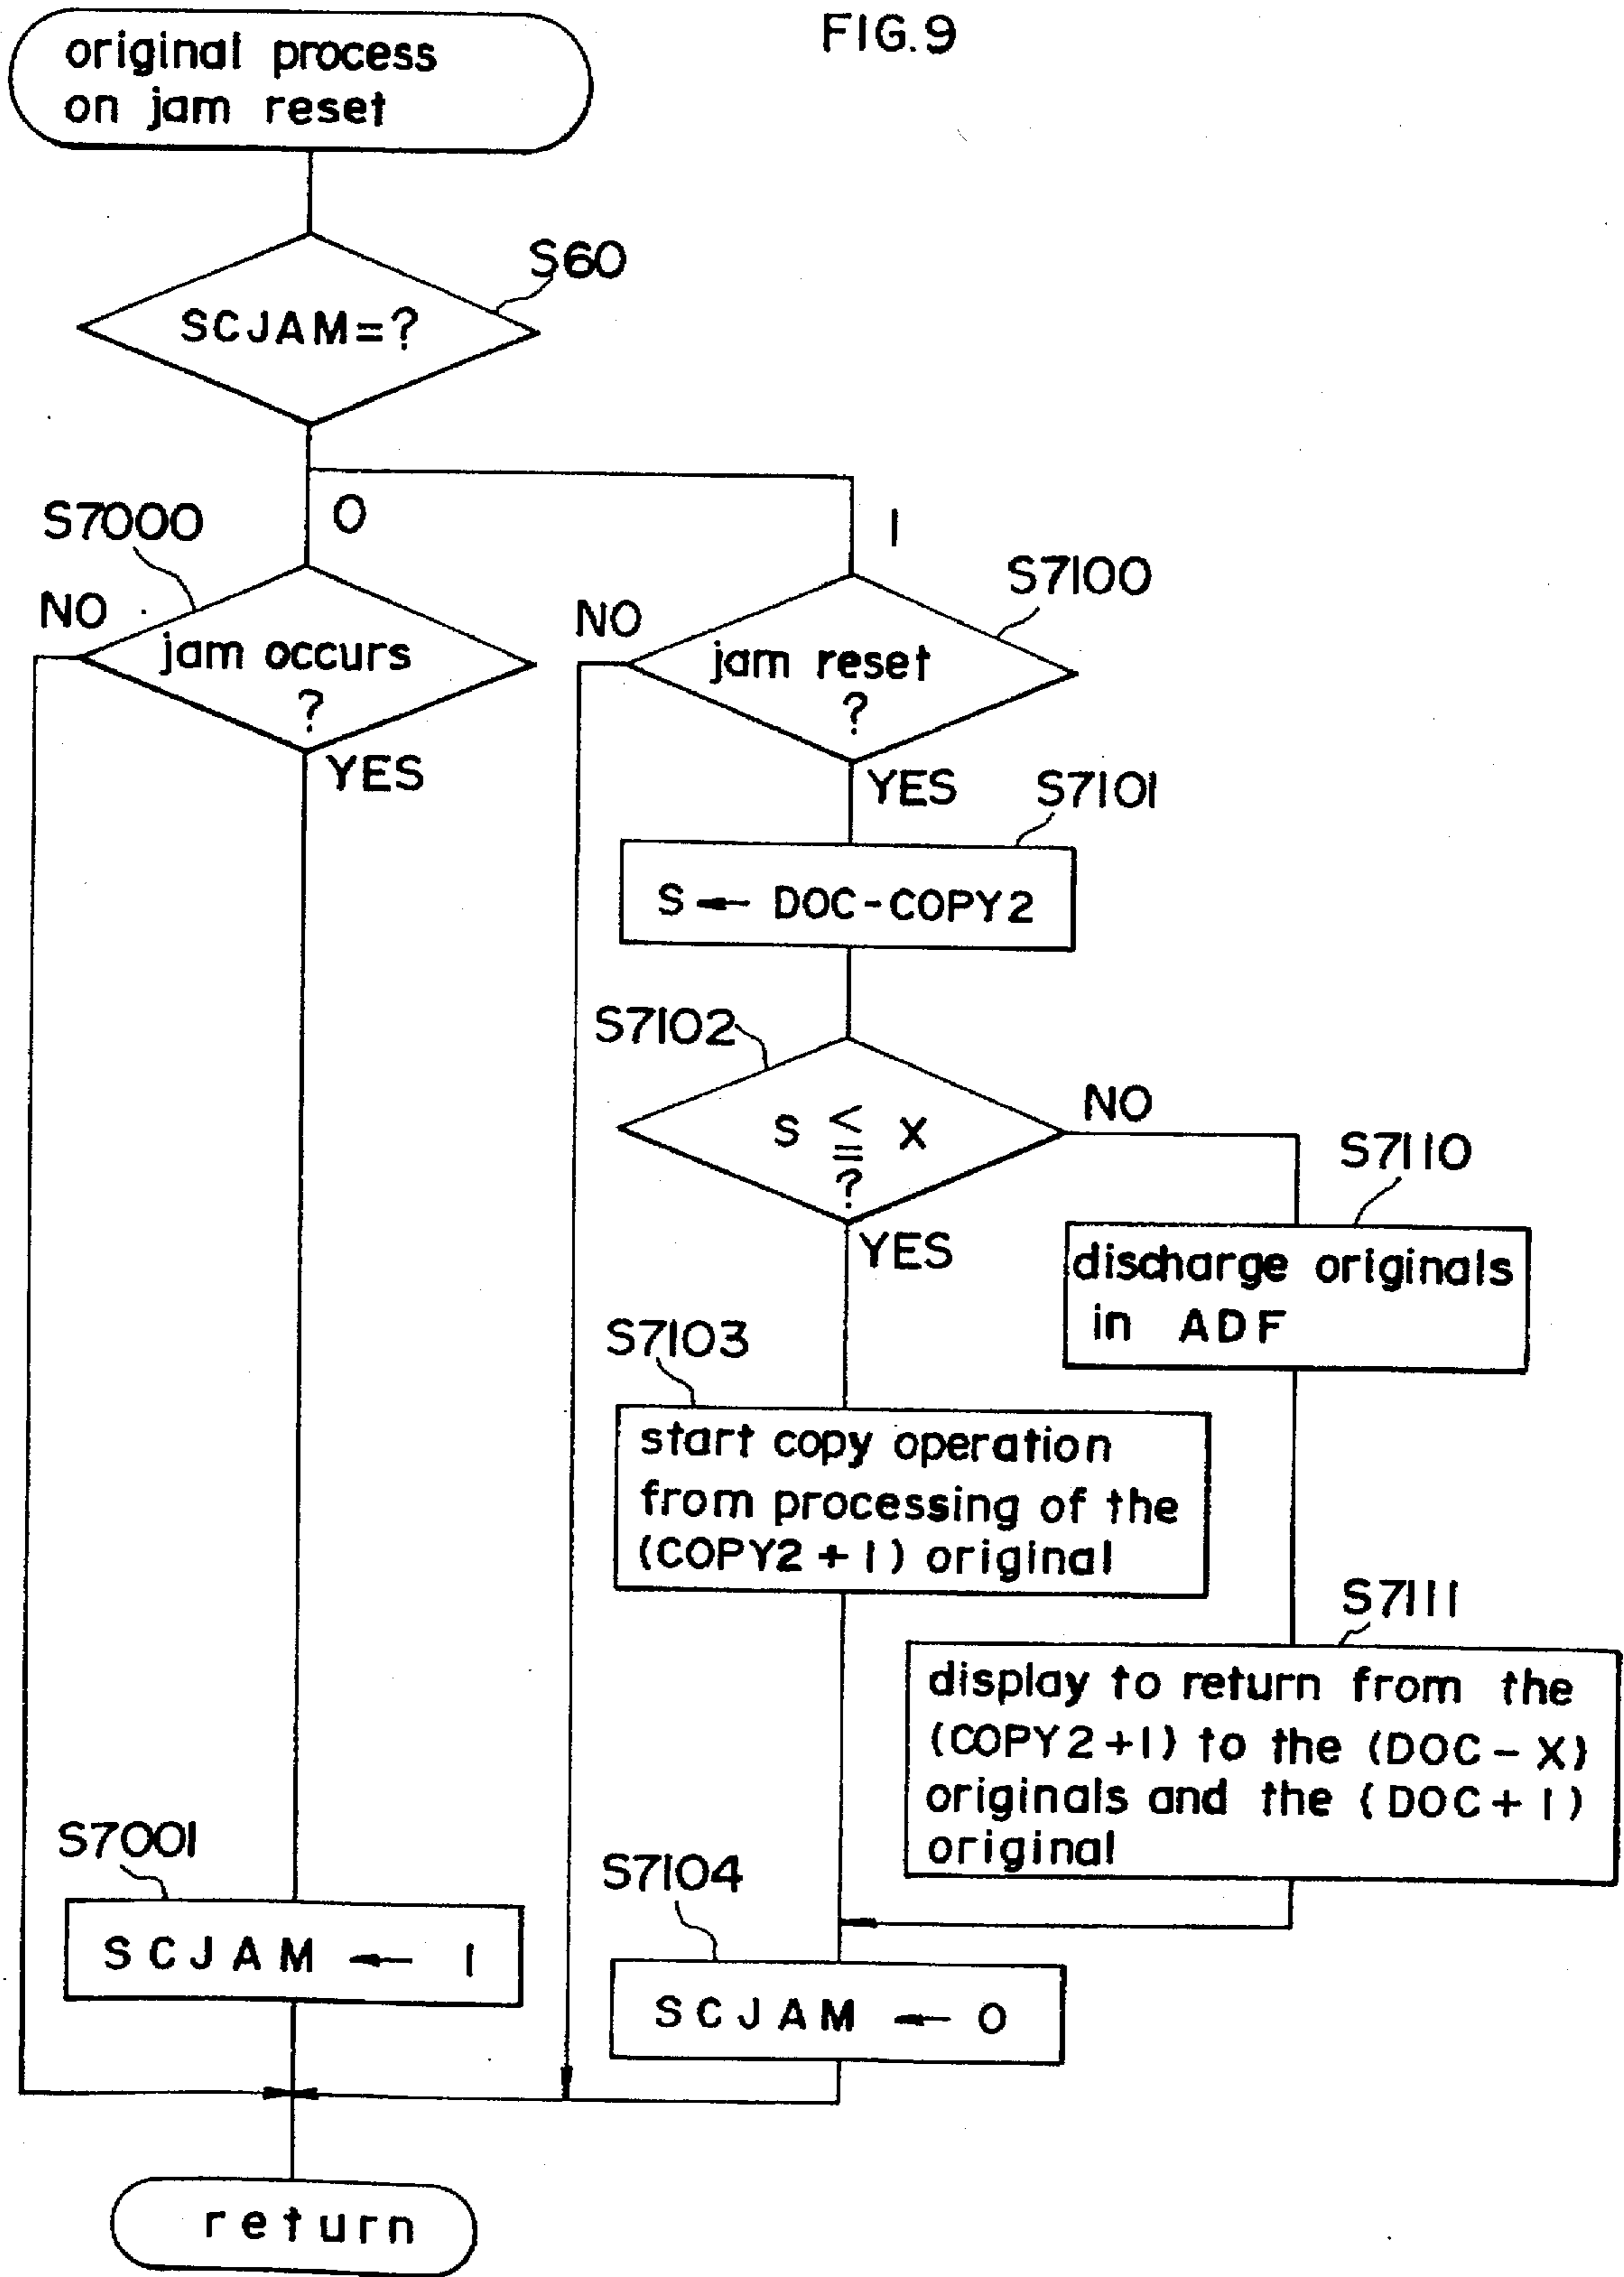 FIG.9
original process
on jam reset
S60
SCJAM=?
S7000
0
1
S7100
NO
jam occurs
?
YES
NO
jam reset
?
YES
S7101
S ← DOC-COPY2
S7102
S ≦ X
?
NO
YES
S7110
discharge originals
in ADF
S7103
start copy operation
from processing of the
(COPY2+1) original
S7111
display to return from the
(COPY2+1) to the (DOC-X)
originals and the (DOC+1)
original
S7001
SCJAM ← 1
S7104
SCJAM ← 0
return